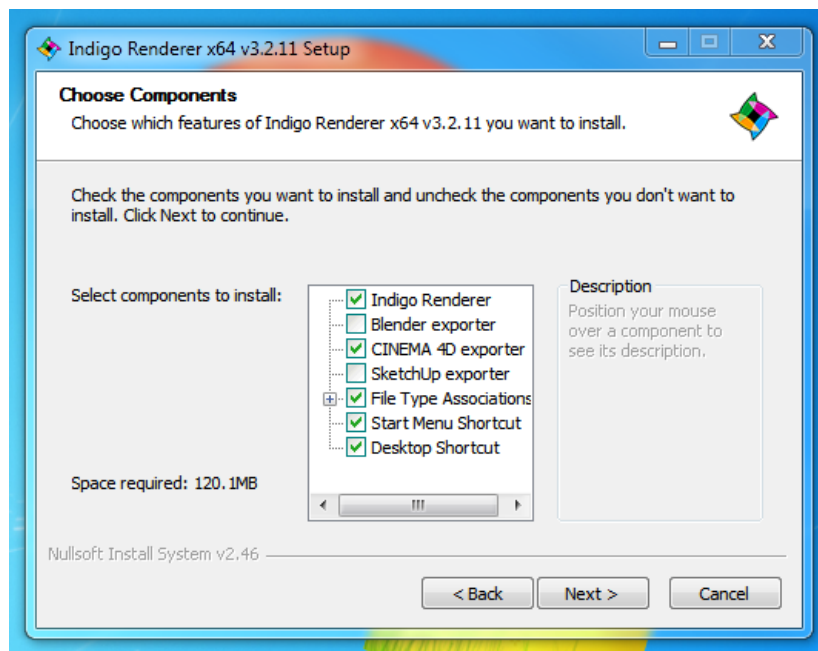 Indigo Renderer x64 v3.2.11 Setup
Choose Components
Choose which features of Indigo Renderer x64 v3.2.11 you want to install.
Check the components you want to install and uncheck the components you don't want to
install. Click Next to continue.
Select components to install:
Indigo Renderer
Blender exporter
CINEMA 4D exporter
SketchUp exporter
File Type Associations
Start Menu Shortcut
Desktop Shortcut
Description
Position your mouse
over a component to
see its description.
Space required: 120.1MB
Nullsoft Install System v2.46
< Back
Next >
Cancel